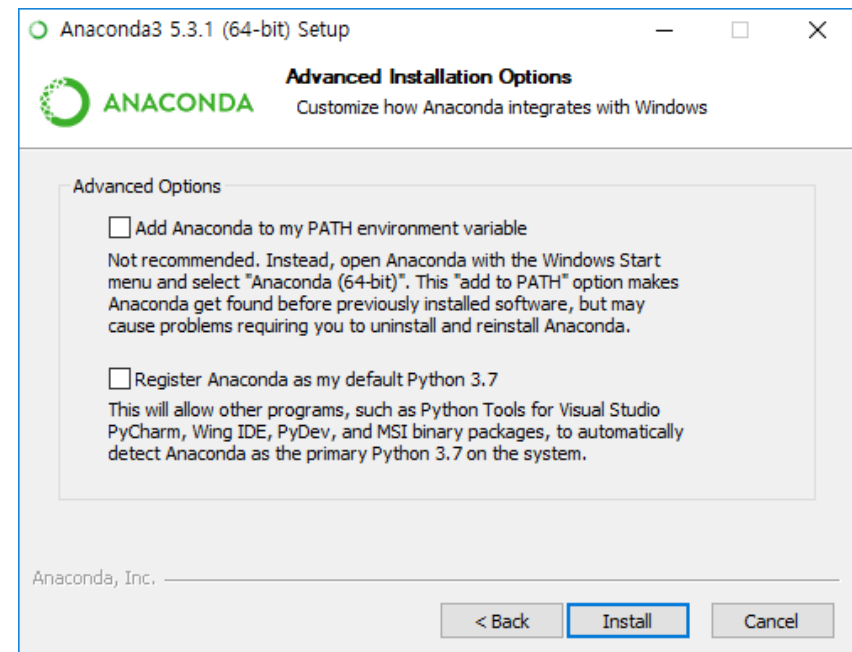 Anaconda3 5.3.1 (64-bit) Setup
ANACONDA
Advanced Installation Options
Customize how Anaconda integrates with Windows
Advanced Options
Add Anaconda to my PATH environment variable
Not recommended. Instead, open Anaconda with the Windows Start
menu and select "Anaconda (64-bit)". This "add to PATH" option makes
Anaconda get found before previously installed software, but may
cause problems requiring you to uninstall and reinstall Anaconda.
Register Anaconda as my default Python 3.7
This will allow other programs, such as Python Tools for Visual Studio
PyCharm, Wing IDE, PyDev, and MSI binary packages, to automatically
detect Anaconda as the primary Python 3.7 on the system.
Anaconda, Inc.
< Back Install Cancel